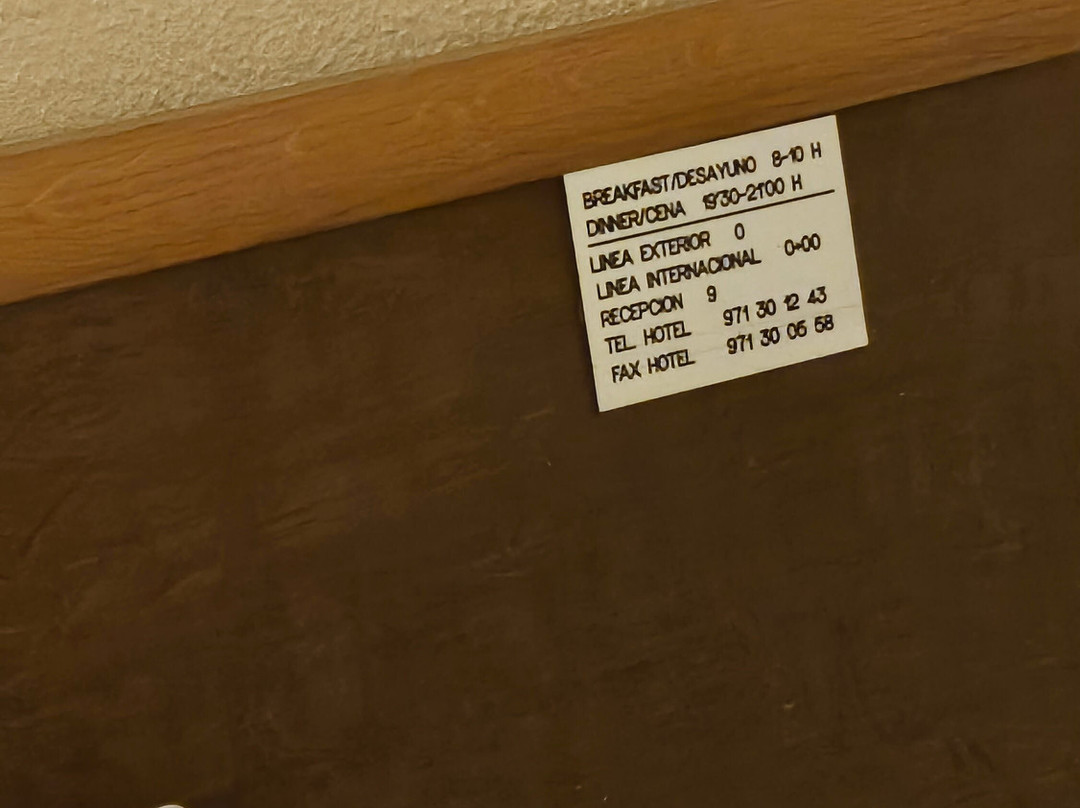 BREAKFAST/DESAYUNO 8-10 H
DINNER/CENA 19'30-21'00 H
LINEA EXTERIOR 0
LINEA INTERNACIONAL 0+00
RECEPCION 9
TEL. HOTEL 971 30 12 43
FAX HOTEL 971 30 05 58